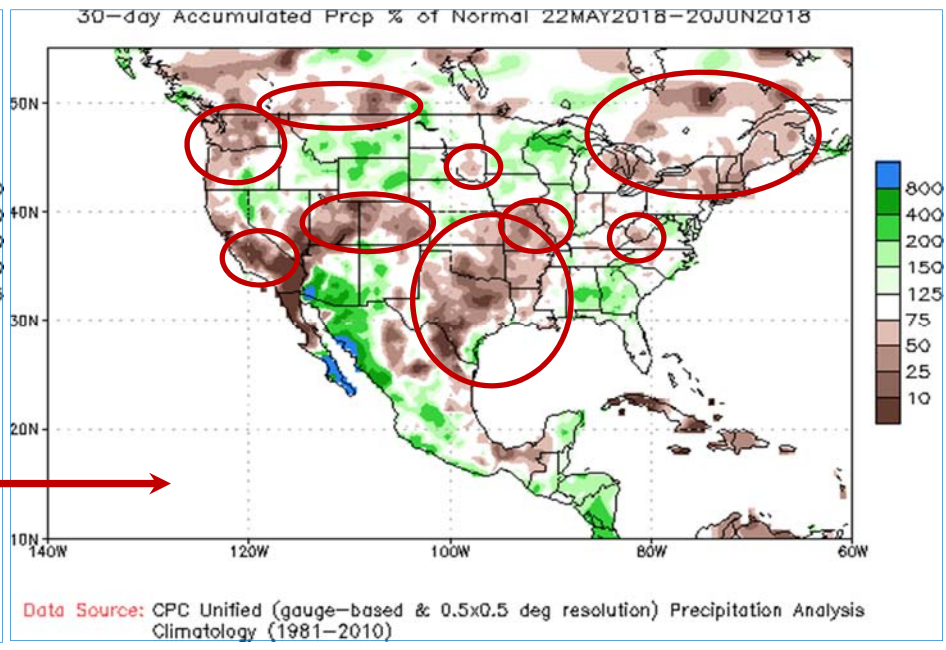 30-day Accumulated Prcp % of Normal 22MAY2018-20JUN2018
50N
40N
30N
20N
10N
140W
120W
100W
80W
60W
800
400
200
150
125
75
50
25
10
Data Source: CPC Unified (gauge-based & 0.5x0.5 deg resolution) Precipitation Analysis
Climatology (1981-2010)